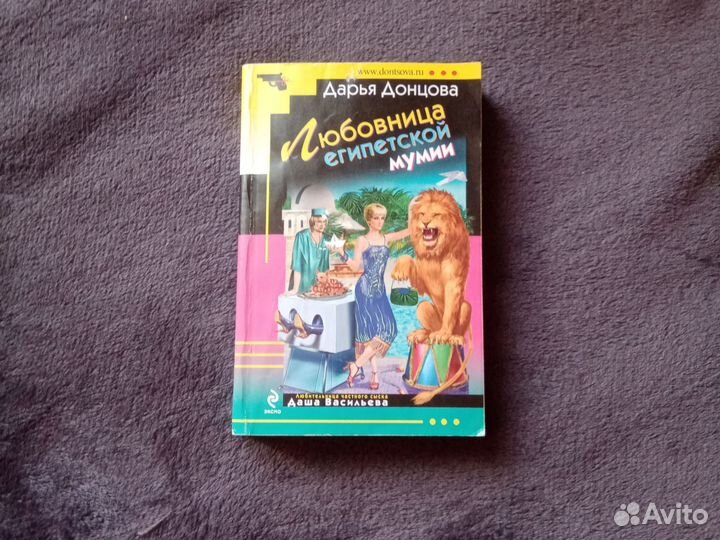 www.dontsova.ru
Дарья Донцова
Любовница
египетской
мумии
Любительница частного сыска
Даша Васильева
эксмо
Avito